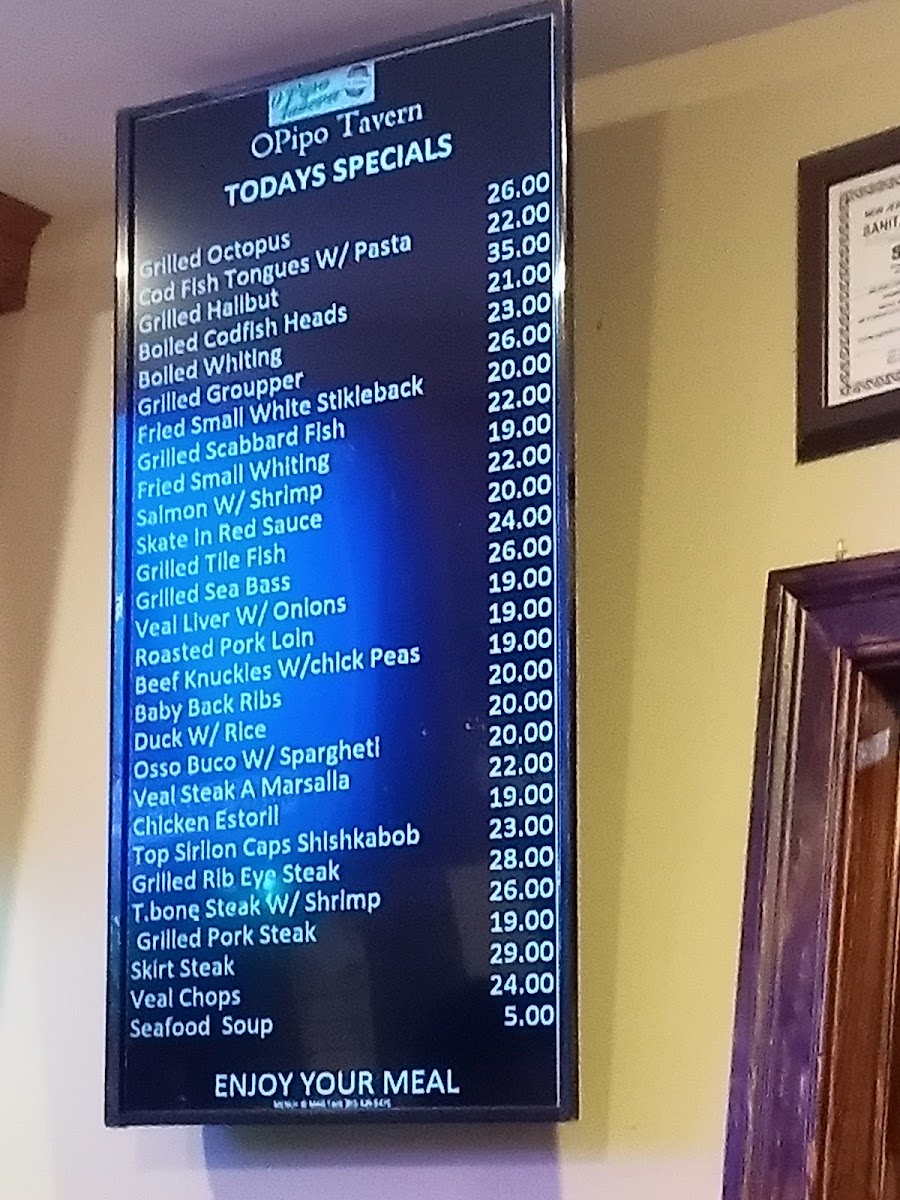 O'Pipo
Tavern
OPipo Tavern
TODAYS SPECIALS
Grilled Octopus 26.00
Cod Fish Tongues W/ Pasta 22.00
Grilled Halibut 35.00
Boiled Codfish Heads 21.00
Boiled Whiting 23.00
Grilled Groupper 26.00
Fried Small White Stikleback 20.00
Grilled Scabbard Fish 22.00
Fried Small Whiting 19.00
Salmon W/ Shrimp 22.00
Skate In Red Sauce 20.00
Grilled Tile Fish 24.00
Grilled Sea Bass 26.00
Veal Liver W/ Onions 19.00
Roasted Pork Loin 19.00
Beef Knuckles W/chick Peas 19.00
Baby Back Ribs 20.00
Duck W/ Rice 20.00
Osso Buco W/ Spargheti 20.00
Veal Steak A Marsalla 22.00
Chicken Estoril 19.00
Top Sirilon Caps Shishkabob 23.00
Grilled Rib Eye Steak 28.00
T.bone Steak W/ Shrimp 26.00
Grilled Pork Steak 19.00
Skirt Steak 29.00
Veal Chops 24.00
Seafood Soup 5.00
ENJOY YOUR MEAL